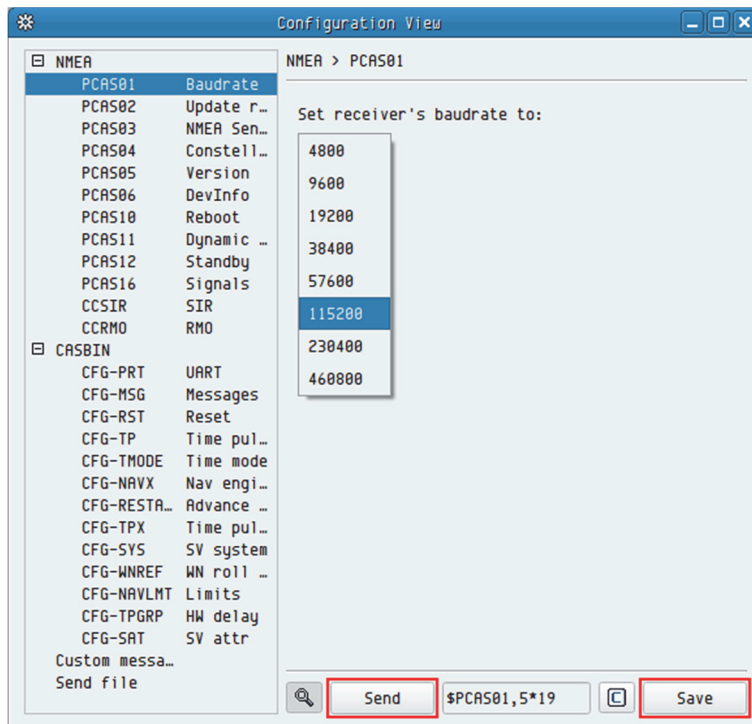 Configuration View
NMEA
PCAS01 Baudrate
PCAS02 Update r…
PCAS03 NMEA Sen…
PCAS04 Constell…
PCAS05 Version
PCAS06 DevInfo
PCAS10 Reboot
PCAS11 Dynamic …
PCAS12 Standby
PCAS16 Signals
CCSIR SIR
CCRMO RMO
CASBIN
CFG-PRT UART
CFG-MSG Messages
CFG-RST Reset
CFG-TP Time pul…
CFG-TMODE Time mode
CFG-NAVX Nav engi…
CFG-RESTA… Advance …
CFG-TPX Time pul…
CFG-SYS SV system
CFG-WNREF WN roll …
CFG-NAVLMT Limits
CFG-TPGRP HW delay
CFG-SAT SV attr
Custom messa…
Send file
NMEA > PCAS01
Set receiver's baudrate to:
4800
9600
19200
38400
57600
115200
230400
460800
Send $PCAS01,5*19 C Save